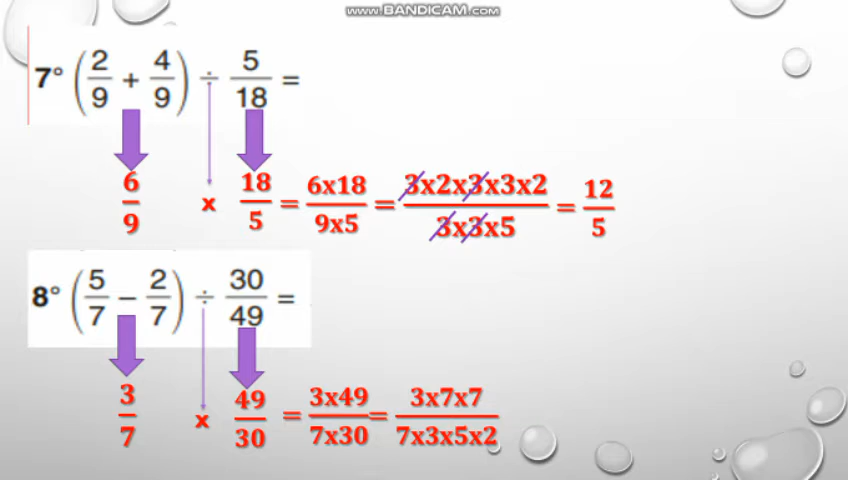 WWW.BANDICAM.COM
7° (2/9 + 4/9) ÷ 5/18 =
6/9 x 18/5 = 6x18/9x5 = 3x2x3x3x2/3x3x5 = 12/5
8° (5/7 − 2/7) ÷ 30/49 =
3/7 x 49/30 = 3x49/7x30 = 3x7x7/7x3x5x2